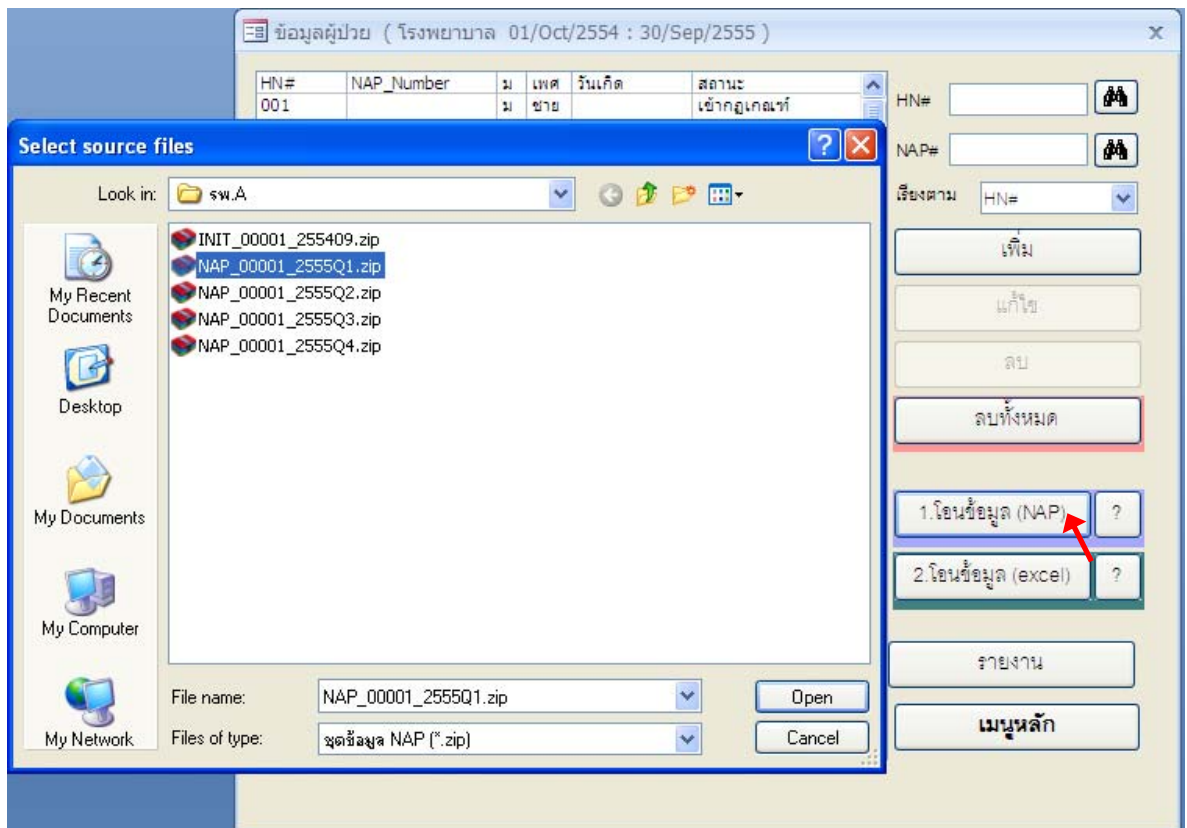 ข้อมูลผู้ป่วย ( โรงพยาบาล 01/Oct/2554 : 30/Sep/2555 )
HN# NAP_Number ม เพศ วันเกิด สถานะ
001 ม ชาย เข้ากฏเกณฑ์
HN#
NAP#
เรียงตาม HN#
เพิ่ม
แก้ไข
ลบ
ลบทั้งหมด
1.โอนข้อมูล (NAP) ?
2.โอนข้อมูล (excel) ?
รายงาน
เมนูหลัก
Select source files
Look in: รพ.A
INIT_00001_255409.zip
NAP_00001_2555Q1.zip
NAP_00001_2555Q2.zip
NAP_00001_2555Q3.zip
NAP_00001_2555Q4.zip
My Recent
Documents
Desktop
My Documents
My Computer
My Network
File name: NAP_00001_2555Q1.zip Open
Files of type: ชุดข้อมูล NAP (*.zip) Cancel